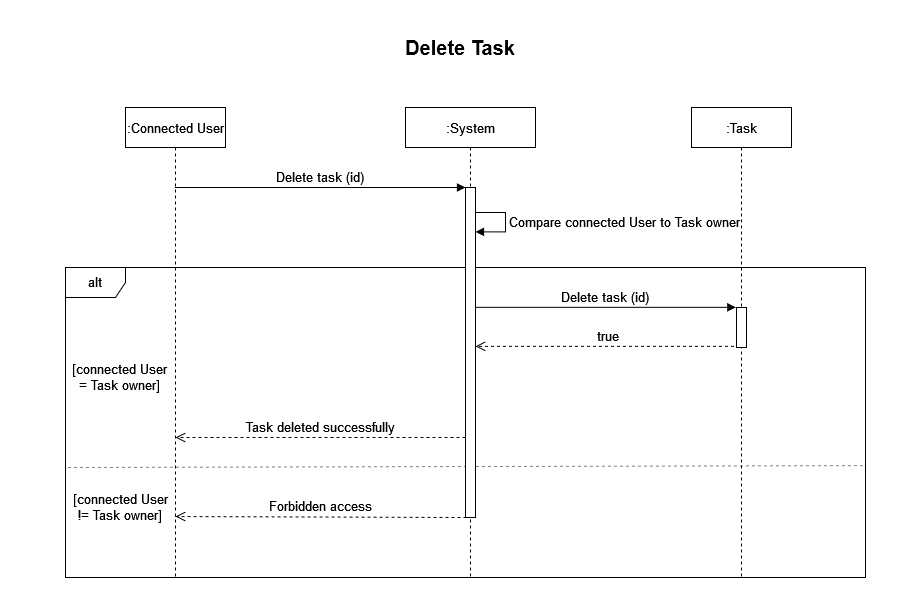 Delete Task
:Connected User
:System
:Task
Delete task (id)
Compare connected User to Task owner
alt
Delete task (id)
true
[connected User
= Task owner]
Task deleted successfully
[connected User
!= Task owner]
Forbidden access